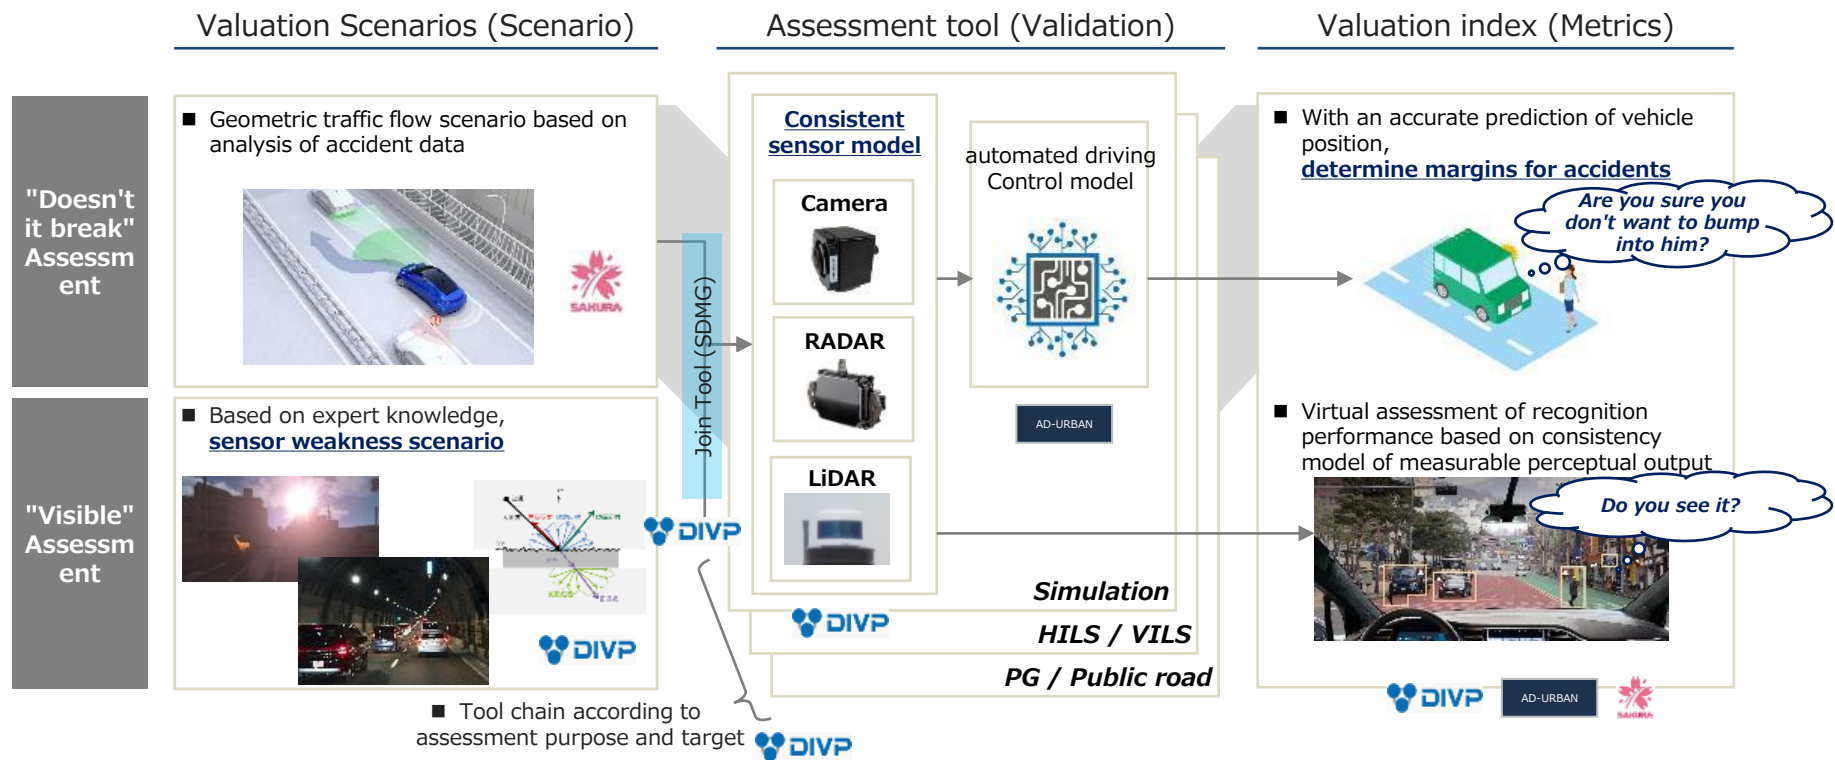 Valuation Scenarios (Scenario)
Assessment tool (Validation)
Valuation index (Metrics)
"Doesn't
it break"
Assessm
ent
■ Geometric traffic flow scenario based on
analysis of accident data
SAKURA
Join Tool (SDMG)
Consistent
sensor model
Camera
RADAR
LiDAR
automated driving
Control model
AD-URBAN
■ With an accurate prediction of vehicle
position,
determine margins for accidents
Are you sure you
don't want to bump
into him?
"Visible"
Assessm
ent
■ Based on expert knowledge,
sensor weakness scenario
DIVP
DIVP
Simulation
DIVP
HILS / VILS
PG / Public road
■ Virtual assessment of recognition
performance based on consistency
model of measurable perceptual output
Do you see it?
DIVP
AD-URBAN
SAKURA
■ Tool chain according to
assessment purpose and target
DIVP